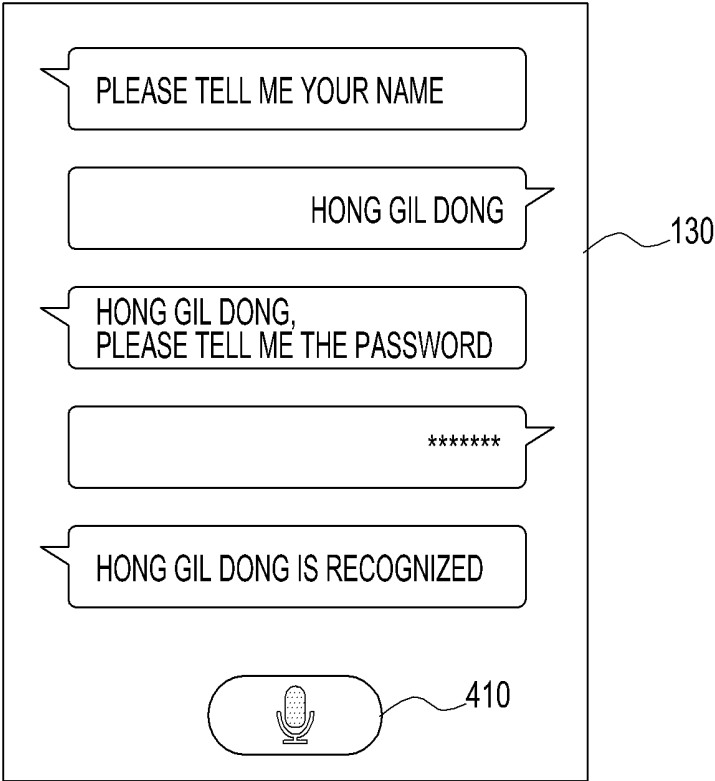 PLEASE TELL ME YOUR NAME
HONG GIL DONG
130
HONG GIL DONG,
PLEASE TELL ME THE PASSWORD
*******
HONG GIL DONG IS RECOGNIZED
410